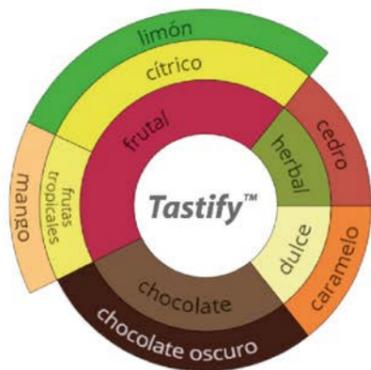 limón
cítrico
frutal
frutas
tropicales
mango
herbal
cedro
Tastify™
dulce
caramelo
chocolate
chocolate oscuro